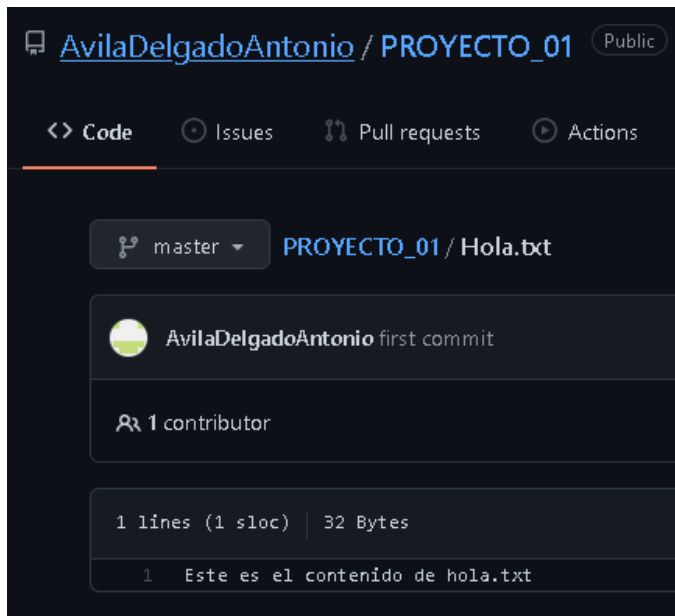 AvilaDelgadoAntonio / PROYECTO_01 Public
<> Code Issues Pull requests Actions
master PROYECTO_01 / Hola.txt
AvilaDelgadoAntonio first commit
1 contributor
1 lines (1 sloc) 32 Bytes
1 Este es el contenido de hola.txt